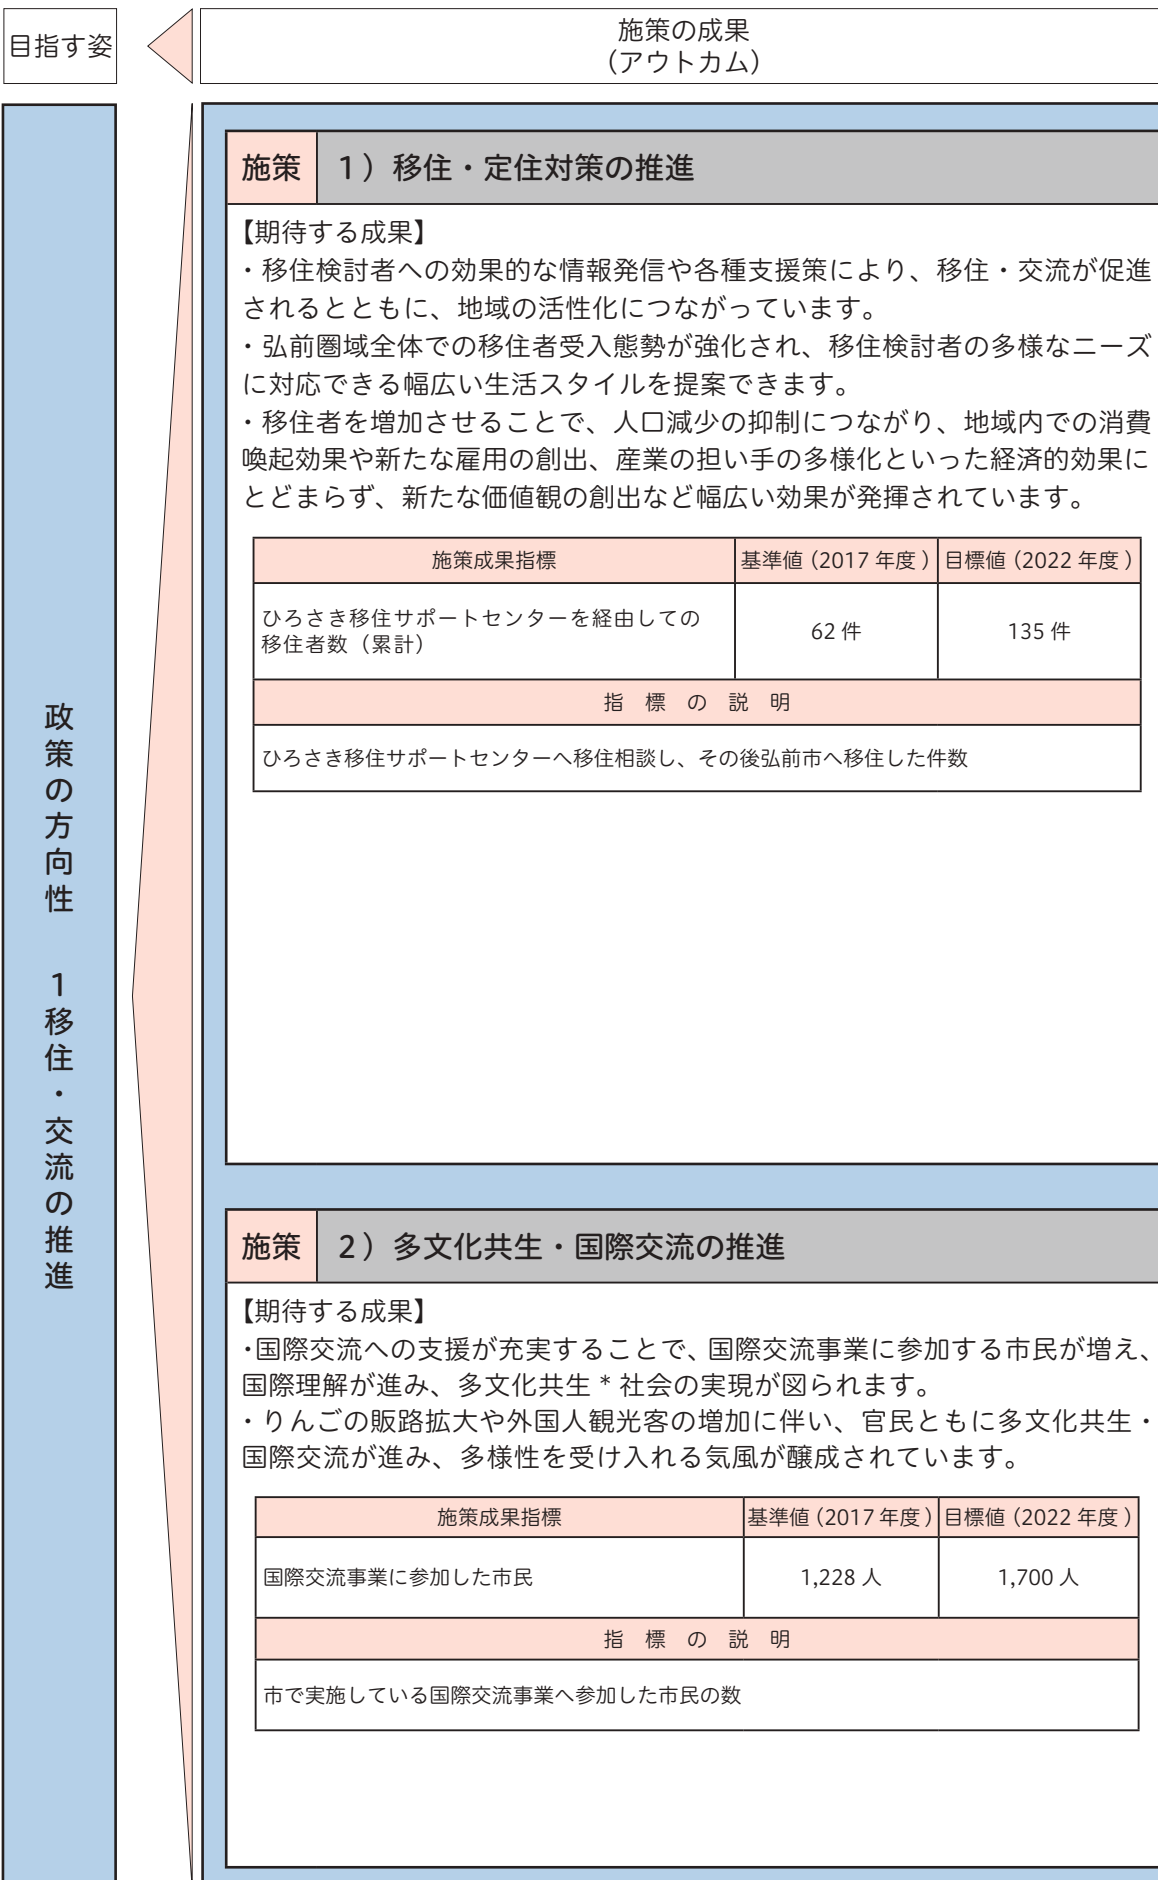 目指す姿
施策の成果
（アウトカム）
政策の方向性　1移住・交流の推進
施策　1）移住・定住対策の推進
【期待する成果】
・移住検討者への効果的な情報発信や各種支援策により、移住・交流が促進
されるとともに、地域の活性化につながっています。
・弘前圏域全体での移住者受入態勢が強化され、移住検討者の多様なニーズ
に対応できる幅広い生活スタイルを提案できます。
・移住者を増加させることで、人口減少の抑制につながり、地域内での消費
喚起効果や新たな雇用の創出、産業の担い手の多様化といった経済的効果に
とどまらず、新たな価値観の創出など幅広い効果が発揮されています。
施策成果指標　基準値（2017 年度）　目標値（2022 年度）
ひろさき移住サポートセンターを経由しての
移住者数（累計）
62 件　135 件
指　標　の　説　明
ひろさき移住サポートセンターへ移住相談し、その後弘前市へ移住した件数
施策　2）多文化共生・国際交流の推進
【期待する成果】
・国際交流への支援が充実することで、国際交流事業に参加する市民が増え、
国際理解が進み、多文化共生 * 社会の実現が図られます。
・りんごの販路拡大や外国人観光客の増加に伴い、官民ともに多文化共生・
国際交流が進み、多様性を受け入れる気風が醸成されています。
施策成果指標　基準値（2017 年度）　目標値（2022 年度）
国際交流事業に参加した市民　1,228 人　1,700 人
指　標　の　説　明
市で実施している国際交流事業へ参加した市民の数